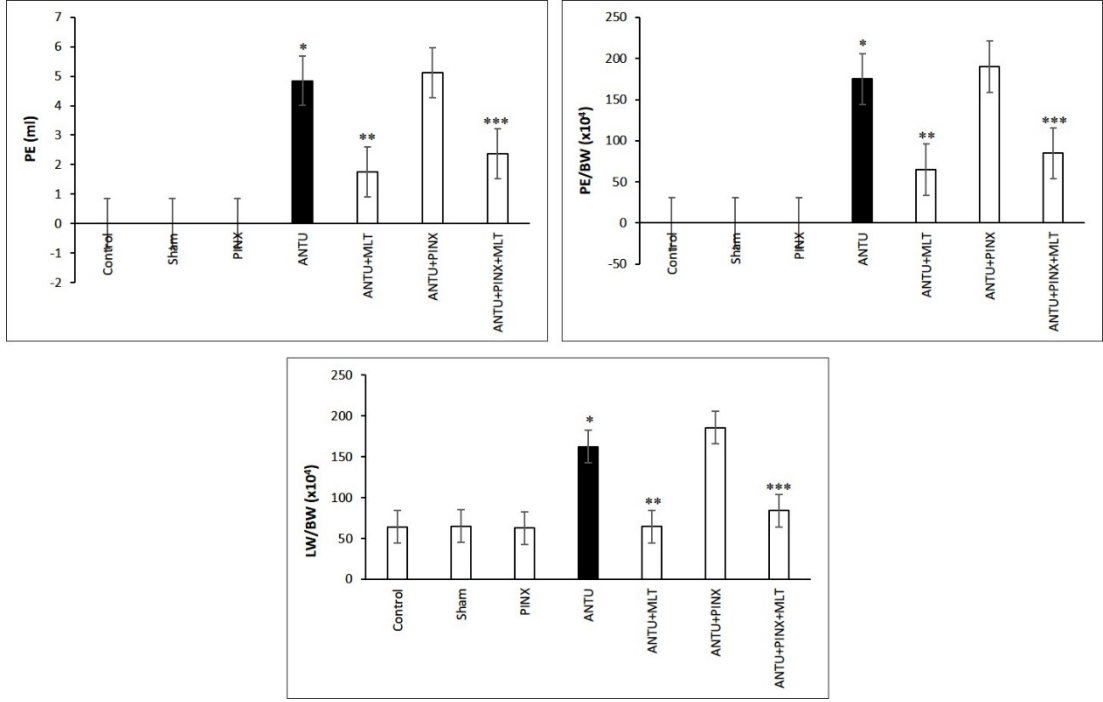 7
6
5
4
3
2
1
0
-1
-2
PE (ml)
*
**
***
Control
Sham
PINX
ANTU
ANTU+MLT
ANTU+PINX
ANTU+PINX+MLT
250
200
150
100
50
0
-50
PE/BW (x10⁴)
*
**
***
Control
Sham
PINX
ANTU
ANTU+MLT
ANTU+PINX
ANTU+PINX+MLT
250
200
150
100
50
0
LW/BW (x10⁴)
*
**
***
Control
Sham
PINX
ANTU
ANTU+MLT
ANTU+PINX
ANTU+PINX+MLT